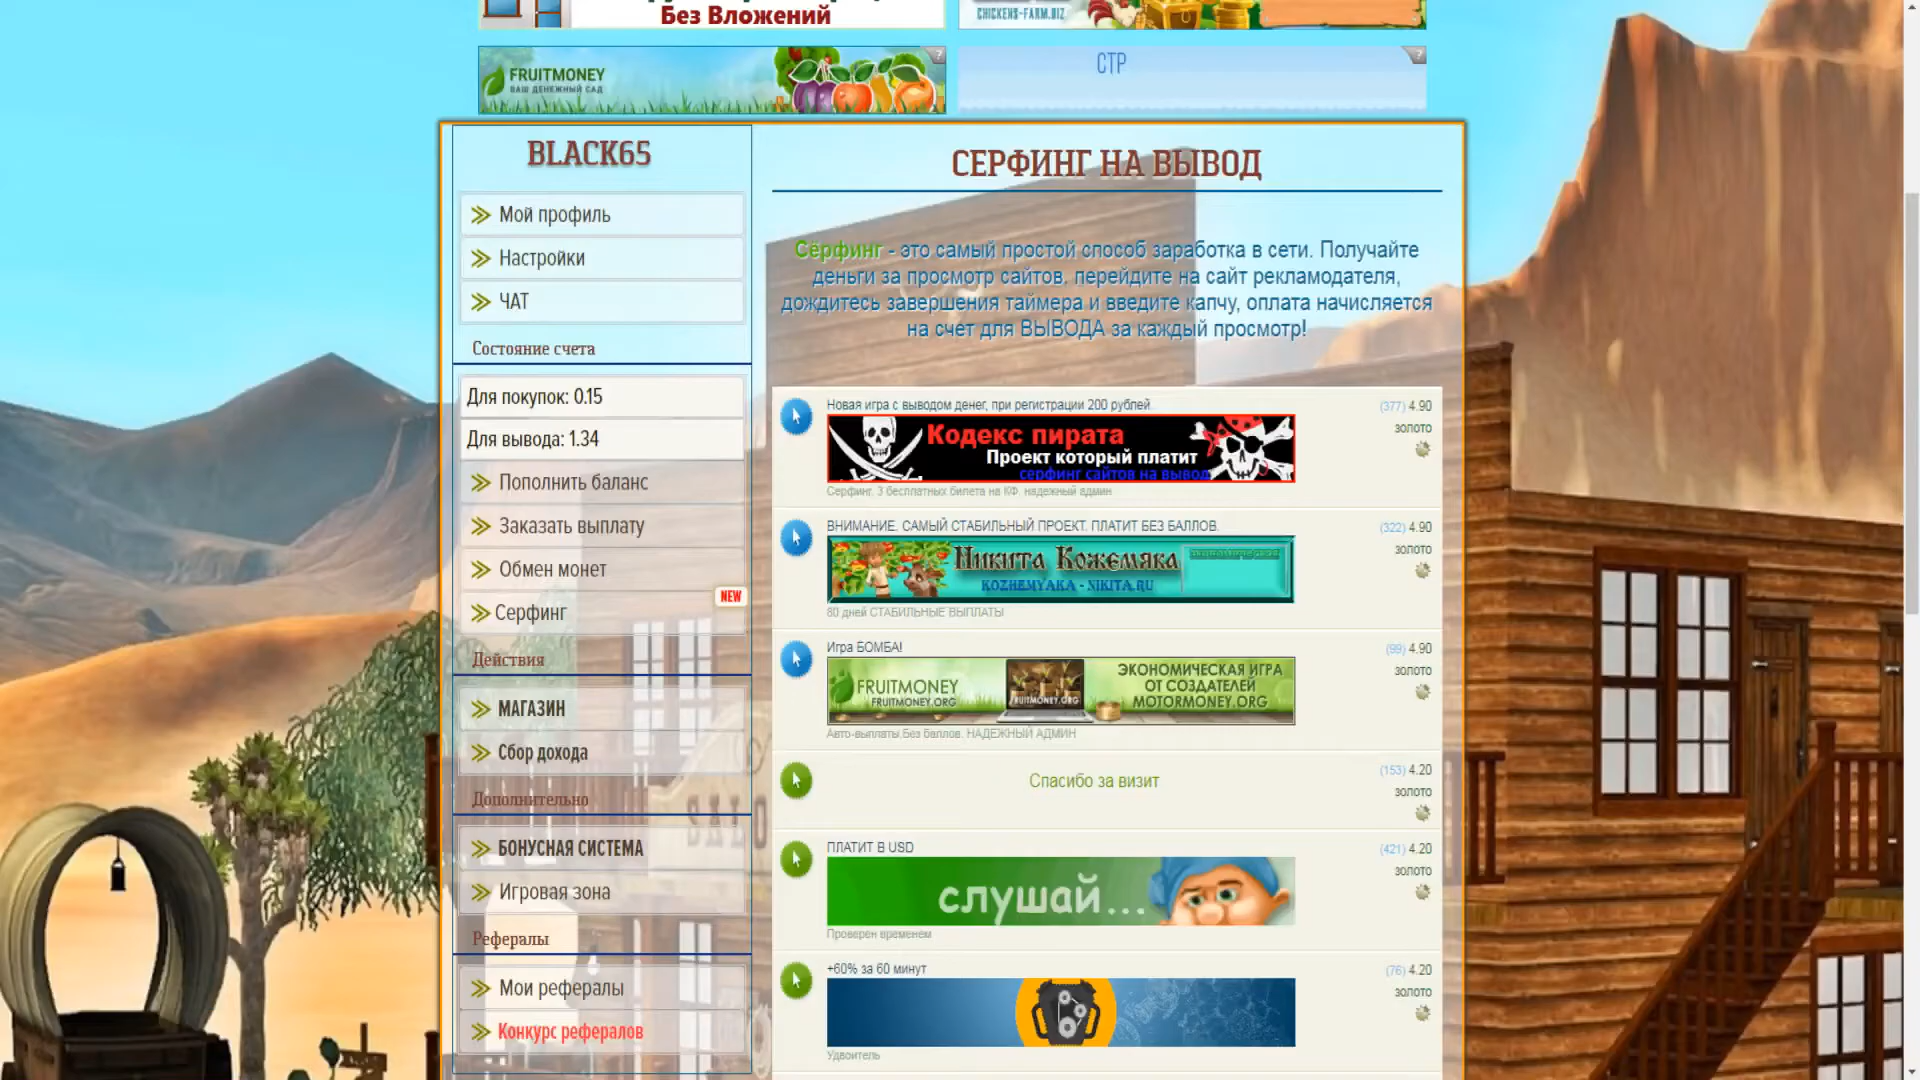 Без Вложений
CHICKENS-FARM.BIZ
FRUITMONEY
ВАШ ДЕНЕЖНЫЙ САД
?
СТР
?
BLACK65
Мой профиль
Настройки
ЧАТ
Состояние счета
Для покупок: 0.15
Для вывода: 1.34
Пополнить баланс
Заказать выплату
Обмен монет
NEW
Серфинг
Действия
МАГАЗИН
Сбор дохода
Дополнительно
БОНУСНАЯ СИСТЕМА
Игровая зона
Рефералы
Мои рефералы
Конкурс рефералов
СЕРФИНГ НА ВЫВОД
Сёрфинг - это самый простой способ заработка в сети. Получайте
деньги за просмотр сайтов, перейдите на сайт рекламодателя,
дождитесь завершения таймера и введите капчу, оплата начисляется
на счет для ВЫВОДА за каждый просмотр!
Новая игра с выводом денег, при регистрации 200 рублей
(377) 4.90
золото
Кодекс пирата
Проект который платит
серфинг сайтов на вывод
Серфинг. 3 бесплатных билета на КФ. надежный админ
ВНИМАНИЕ. САМЫЙ СТАБИЛЬНЫЙ ПРОЕКТ. ПЛАТИТ БЕЗ БАЛЛОВ.
(322) 4.90
золото
Никита Кожемяка
экономическая
KOZHEMYAKA - NIKITA.RU
80 дней СТАБИЛЬНЫЕ ВЫПЛАТЫ
Игра БОМБА!
(99) 4.90
золото
FRUITMONEY
FRUITMONEY.ORG
FRUITMONEY.ORG
ЭКОНОМИЧЕСКАЯ ИГРА
ОТ СОЗДАТЕЛЕЙ
MOTORMONEY.ORG
Авто-выплаты.Без баллов. НАДЕЖНЫЙ АДМИН
Спасибо за визит
(153) 4.20
золото
ПЛАТИТ В USD
(421) 4.20
золото
слушай...
Проверен временем
+60% за 60 минут
(76) 4.20
золото
Удвоитель